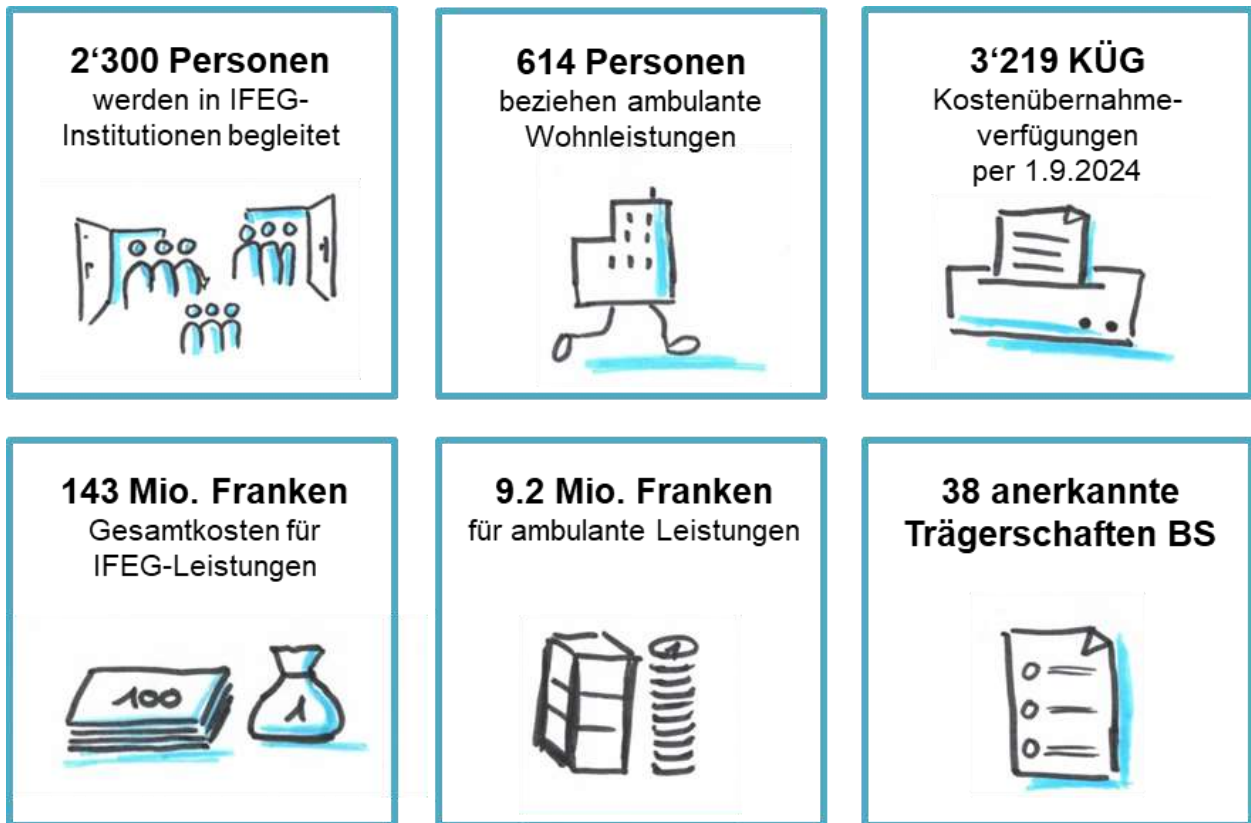 2‘300 Personen
werden in IFEG-
Institutionen begleitet
614 Personen
beziehen ambulante
Wohnleistungen
3‘219 KÜG
Kostenübernahme-
verfügungen
per 1.9.2024
143 Mio. Franken
Gesamtkosten für
IFEG-Leistungen
100
1
9.2 Mio. Franken
für ambulante Leistungen
1
38 anerkannte
Trägerschaften BS